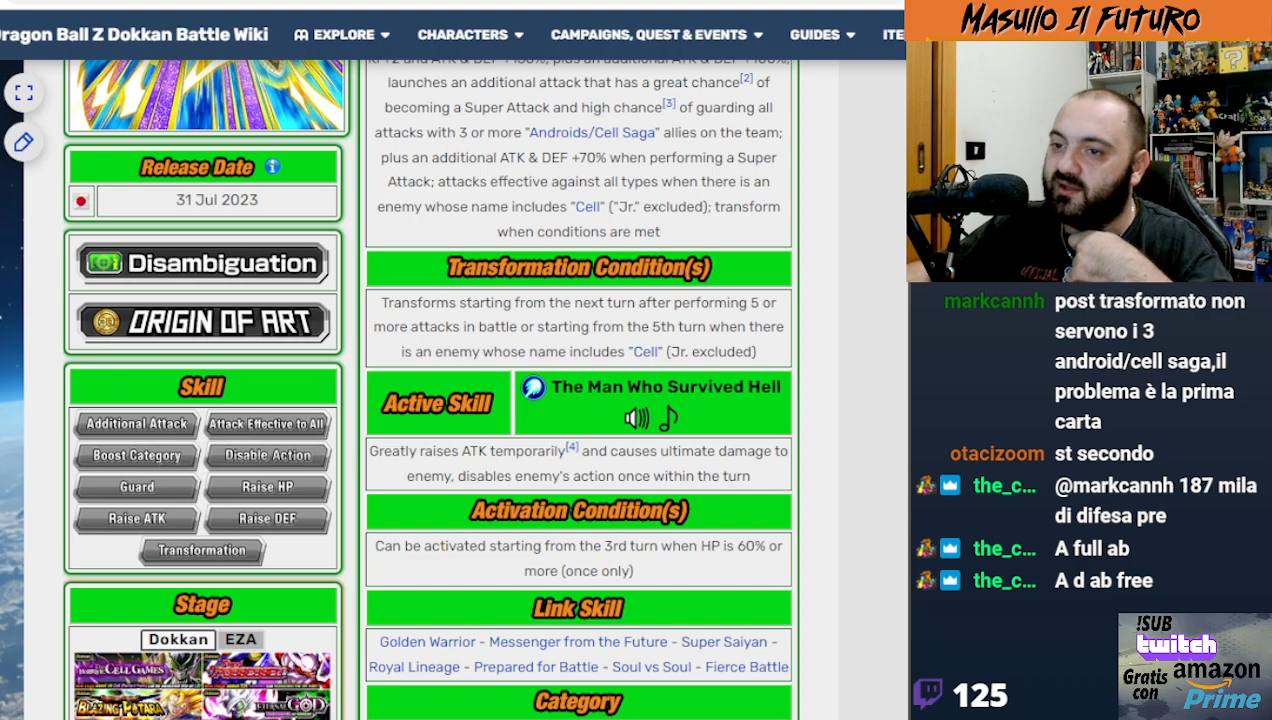 Dragon Ball Z Dokkan Battle Wiki
EXPLORE
CHARACTERS
CAMPAIGNS, QUEST & EVENTS
GUIDES
ITE
Release Date
31 Jul 2023
Disambiguation
ORIGIN OF ART
Skill
Additional Attack
Attack Effective to All
Boost Category
Disable Action
Guard
Raise HP
Raise ATK
Raise DEF
Transformation
Stage
Dokkan
EZA
CELL GAMES
BLAZING POTARA
ETERNAL GOD
launches an additional attack that has a great chance[2] of
becoming a Super Attack and high chance[3] of guarding all
attacks with 3 or more "Androids/Cell Saga" allies on the team;
plus an additional ATK & DEF +70% when performing a Super
Attack; attacks effective against all types when there is an
enemy whose name includes "Cell" ("Jr." excluded); transform
when conditions are met
Transformation Condition(s)
Transforms starting from the next turn after performing 5 or
more attacks in battle or starting from the 5th turn when there
is an enemy whose name includes "Cell" (Jr. excluded)
Active Skill
The Man Who Survived Hell
Greatly raises ATK temporarily[4] and causes ultimate damage to
enemy, disables enemy's action once within the turn
Activation Condition(s)
Can be activated starting from the 3rd turn when HP is 60% or
more (once only)
Link Skill
Golden Warrior - Messenger from the Future - Super Saiyan -
Royal Lineage - Prepared for Battle - Soul vs Soul - Fierce Battle
Category
Masullo Il Futuro
OFFICIAL
markcannh post trasformato non
servono i 3
android/cell saga,il
problema è la prima
carta
otacizoom st secondo
the_c... @markcannh 187 mila
di difesa pre
the_c... A full ab
the_c... A d ab free
125
!SUB
twitch
Gratis
con
amazon
Prime